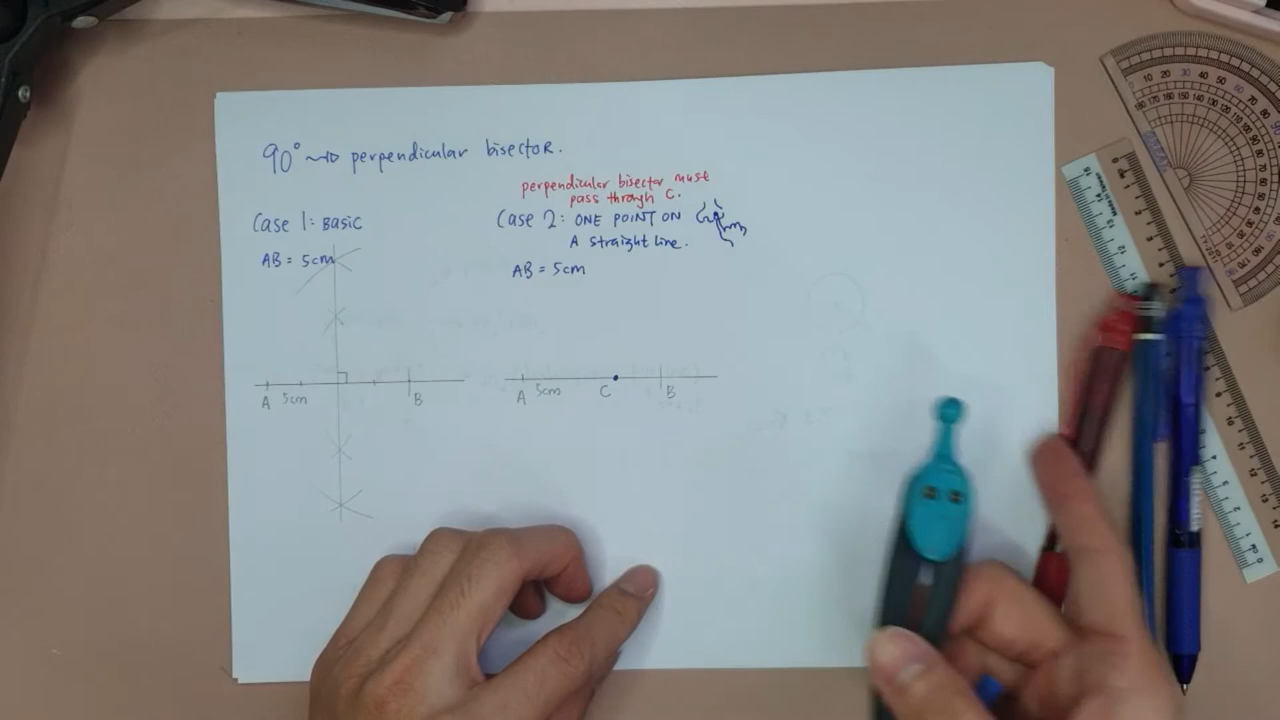 90° → perpendicular bisector.
perpendicular bisector must
pass through C.
Case 1: BASIC
Case 2: ONE POINT ON
A straight line.
AB = 5cm
AB = 5cm
A 5cm B
A 5cm C B